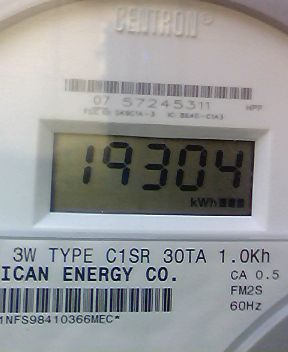 CENTRON®
07 57245311 HPP
19304
kWh
3W TYPE C1SR 30TA 1.0Kh
ICAN ENERGY CO. CA 0.5
FM2S
60Hz
1NFS98410366MEC*